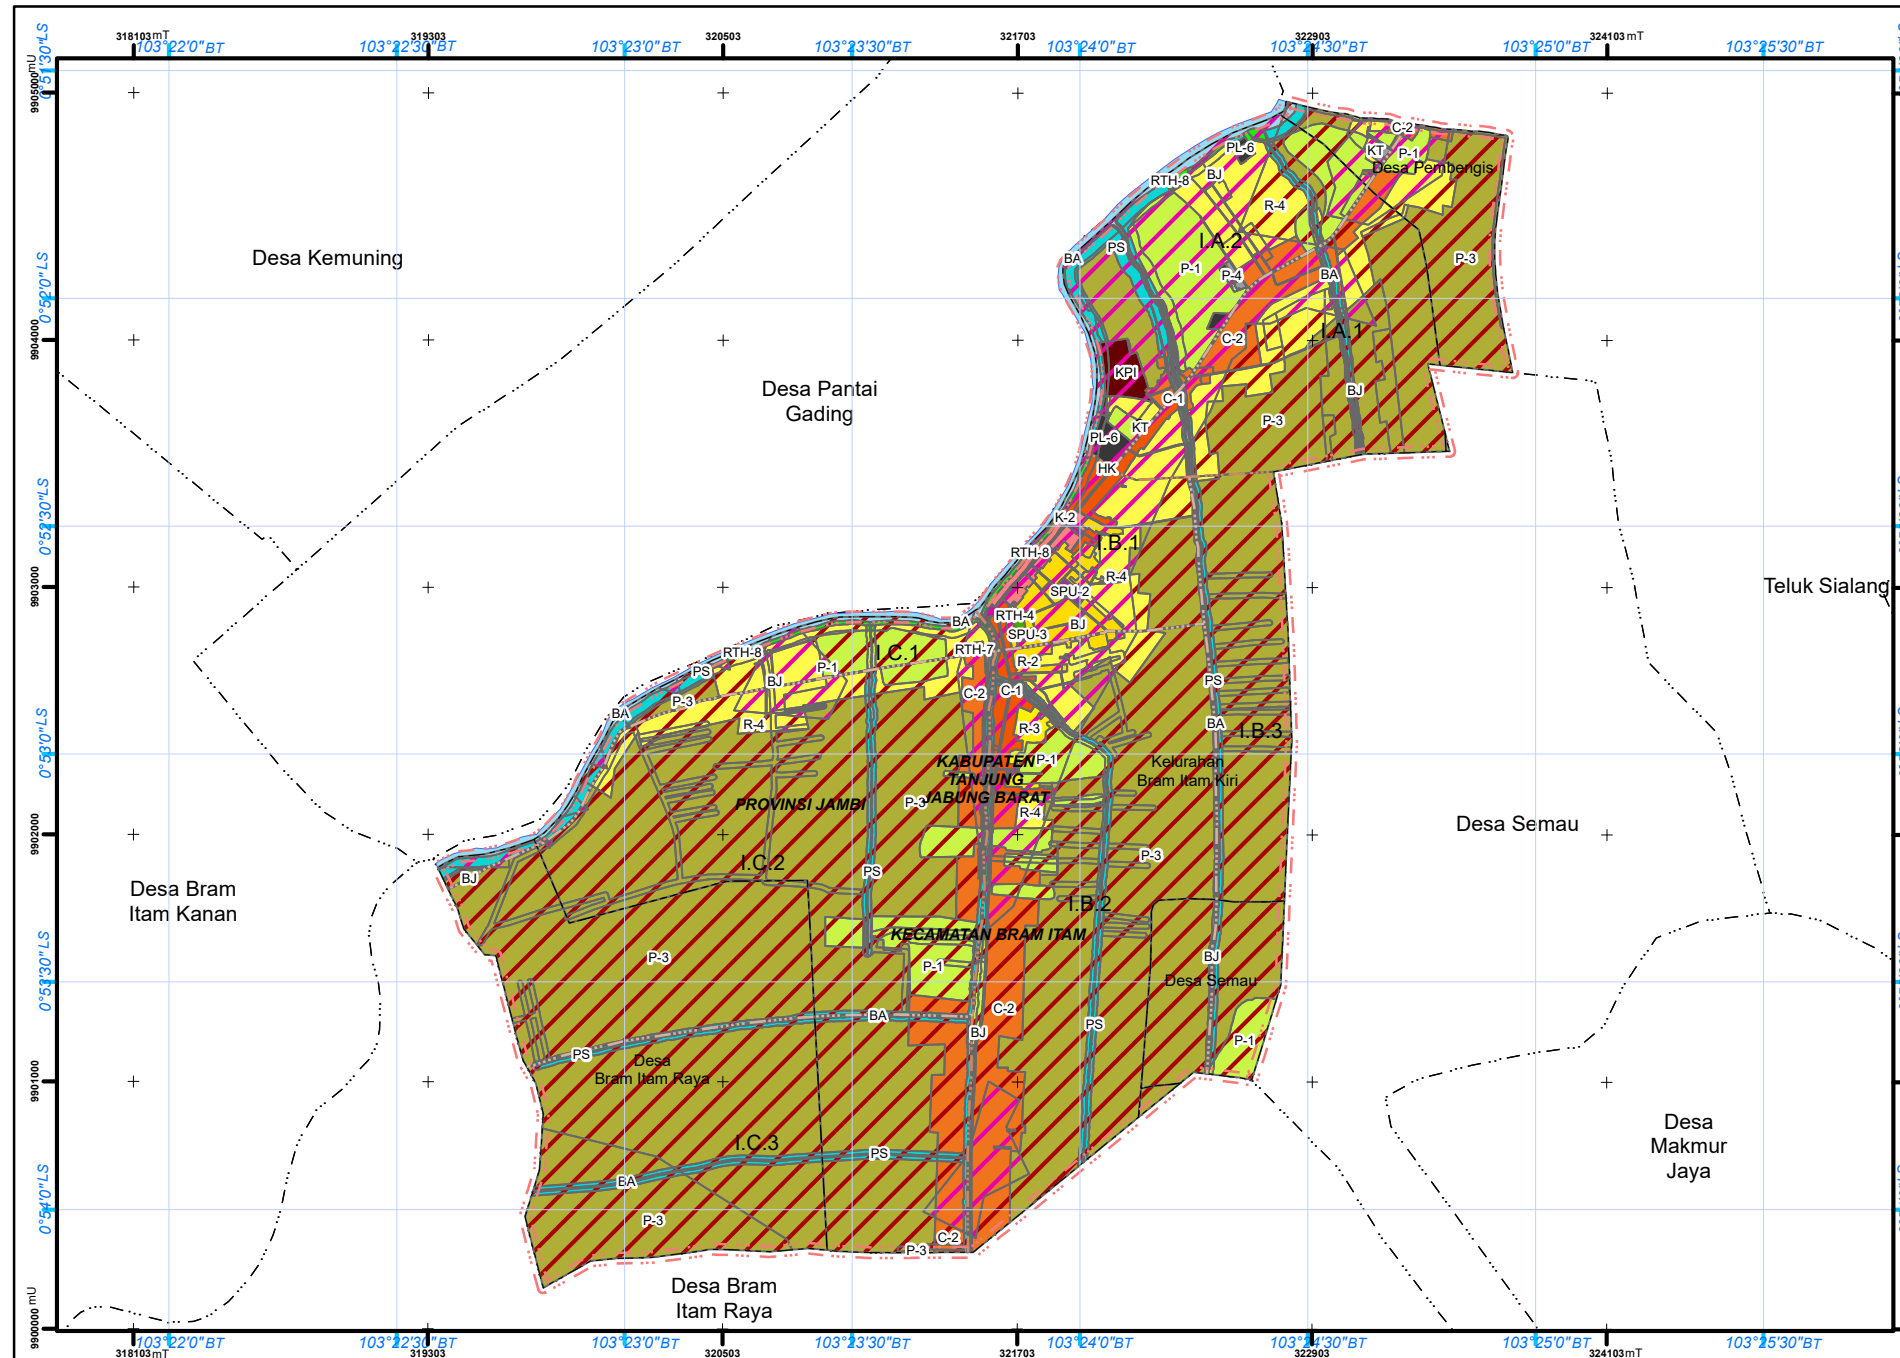 318103 mT
319303
320503
321703
322903
324103 mT
103°22'0"BT
103°22'30"BT
103°23'0"BT
103°23'30"BT
103°24'0"BT
103°24'30"BT
103°25'0"BT
103°25'30"BT
0°51'30"LS
9905000 mU
C-2
PL-6
KT
P-1
Desa Pembengis
RTH-8
BJ
R-4
I.A.2
PS
BA
Desa Kemuning
P-3
P-1
P-4
BA
0°52'0"LS
9904000
I.A.1
C-2
KPI
Desa Pantai
Gading
C-1
BJ
P-3
KT
PL-6
HK
0°52'30"LS
K-2
I.B.1
RTH-8
R-4
SPU-2
9903000
Teluk Sialang
RTH-4
BA
BJ
SPU-3
RTH-7
R-2
I.C.1
RTH-8
P-1
PS
BJ
PS
C-2
C-1
P-3
BA
R-4
R-3
BA
I.B.3
0°53'0"LS
P-1
KABUPATEN
TANJUNG
JABUNG BARAT
Kelurahan
Bram Itam Kiri
PROVINSI JAMBI
P-3
R-4
Desa Semau
9902000
P-3
I.C.2
PS
BJ
Desa Bram
Itam Kanan
I.B.2
KECAMATAN BRAM ITAM
P-3
P-1
BJ
Desa Semau
0°53'30"LS
C-2
BA
PS
BJ
P-1
PS
Desa
Bram Itam Raya
9901000
Desa
Makmur
Jaya
I.C.3
PS
BA
0°54'0"LS
P-3
C-2
P-3
Desa Bram
Itam Raya
9900000 mU
103°22'0"BT
103°22'30"BT
103°23'0"BT
103°23'30"BT
103°24'0"BT
103°24'30"BT
103°25'0"BT
103°25'30"BT
318103 mT
319303
320503
321703
322903
324103 mT